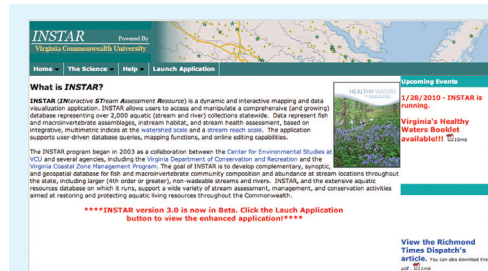 INSTAR Powered By
Virginia Commonwealth University
Home The Science Help Launch Application
What is INSTAR?
INSTAR (INteractive STream Assessment Resource) is a dynamic and interactive mapping and data
visualization application. INSTAR allows users to access and manipulate a comprehensive (and growing)
database representing over 2,000 aquatic (stream and river) collections statewide. Data represent fish
and macroinvertebrate assemblages, instream habitat, and stream health assessment, based on
integrative, multimetric indices at the watershed scale and a stream reach scale. The application
supports user-driven database queries, mapping functions, and online editing capabilities.
The INSTAR program began in 2003 as a collaboration between the Center for Environmental Studies at
VCU and several agencies, including the Virginia Department of Conservation and Recreation and the
Virginia Coastal Zone Management Program. The goal of INSTAR is to develop complementary, synoptic,
and geospatial database for fish and macroinvertebrate community composition and abundance at stream locations throughout
the state, including larger (4th order or greater), non-wadeable streams and rivers. INSTAR, and the extensive aquatic
resources database on which it runs, support a wide variety of stream assessment, management, and conservation activities
aimed at restoring and protecting aquatic living resources throughout the Commonwealth.
****INSTAR version 3.0 is now in Beta. Click the Lauch Application
button to view the enhanced application!****
HEALTHY WATERS
Upcoming Events
1/28/2010 - INSTAR is
running.
Virginia's Healthy
Waters Booklet
available!!!
View the Richmond
Times Dispatch's
article. You can also download the
pdf.